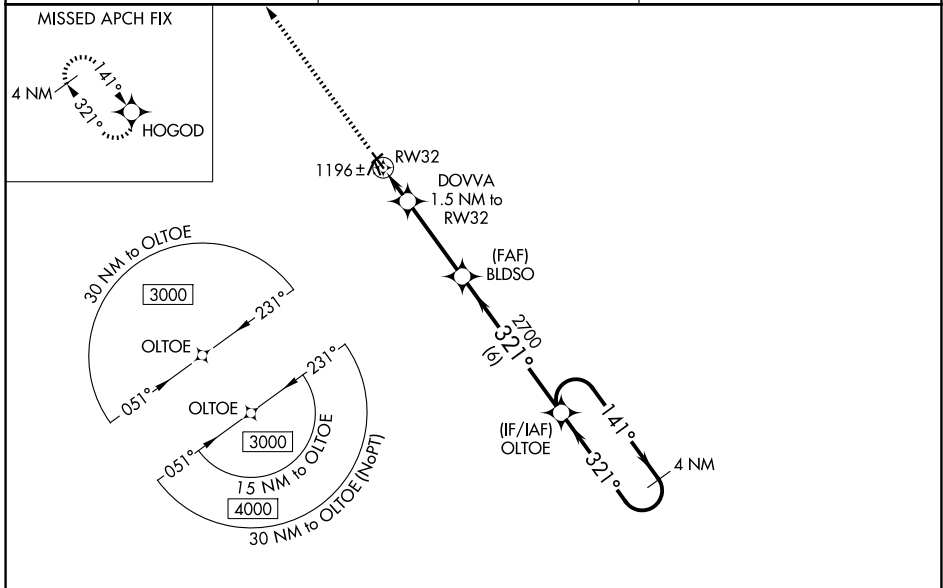 MISSED APCH FIX
4 NM
141°
321°
HOGOD
1196±
RW32
DOVVA
1.5 NM to
RW32
(FAF)
BLDSO
2700
321°
(6)
(IF/IAF)
OLTOE
141°
321°
4 NM
30 NM to OLTOE
3000
231°
OLTOE
051°
231°
OLTOE
051°
3000
15 NM to OLTOE
4000
30 NM to OLTOE (NoPT)